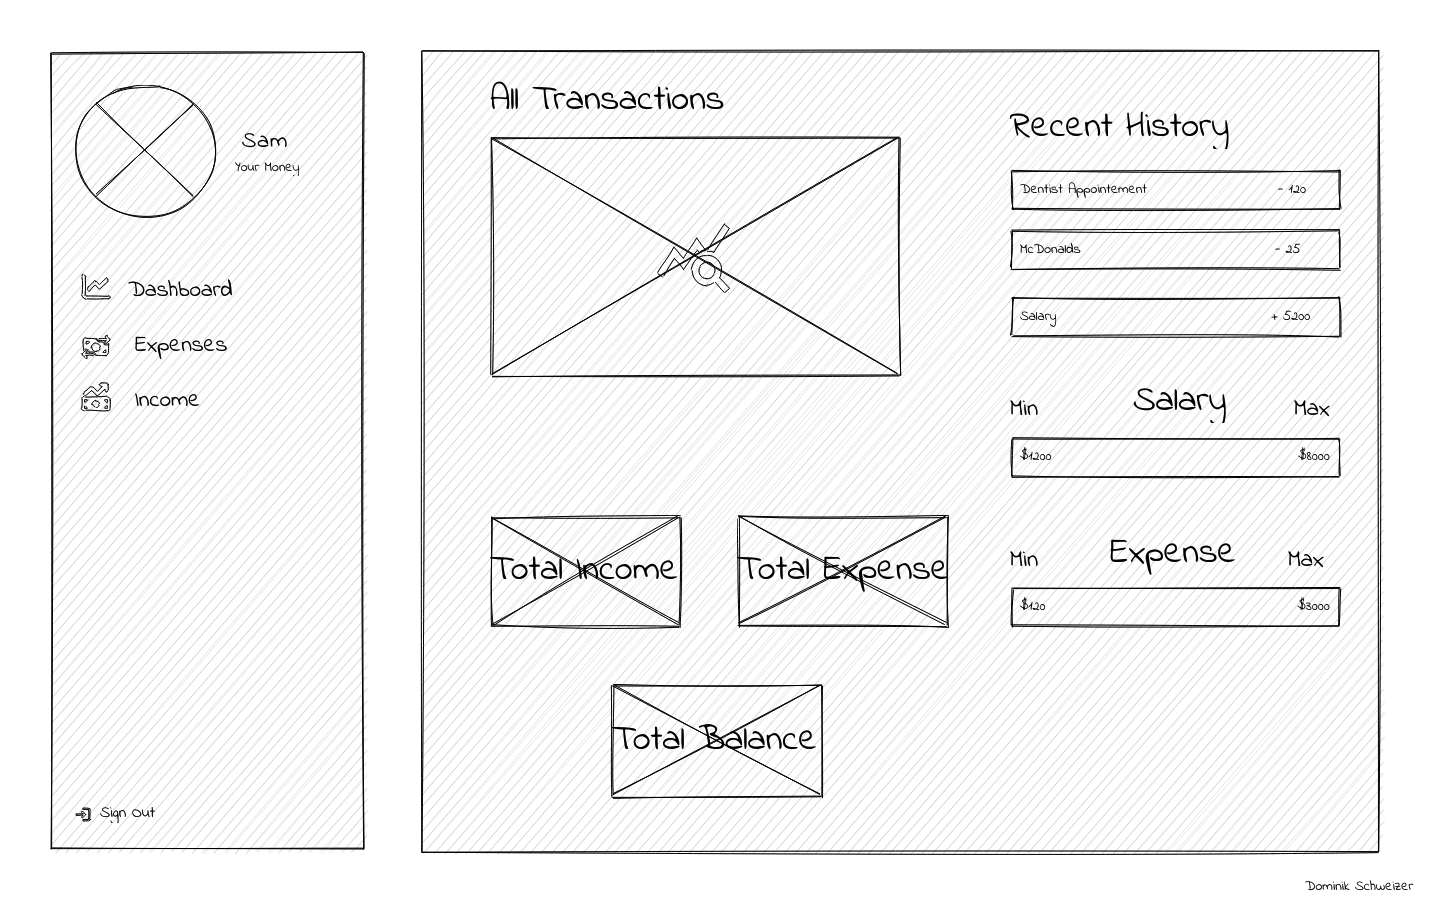 Sam
Your Money
Dashboard
Expenses
Income
Sign Out
All Transactions
Total Income
Total Expense
Total Balance
Recent History
Dentist Appointement - 120
McDonalds - 25
Salary + 5200
Min Salary Max
$1200 $8000
Min Expense Max
$120 $3000
Dominik Schweizer